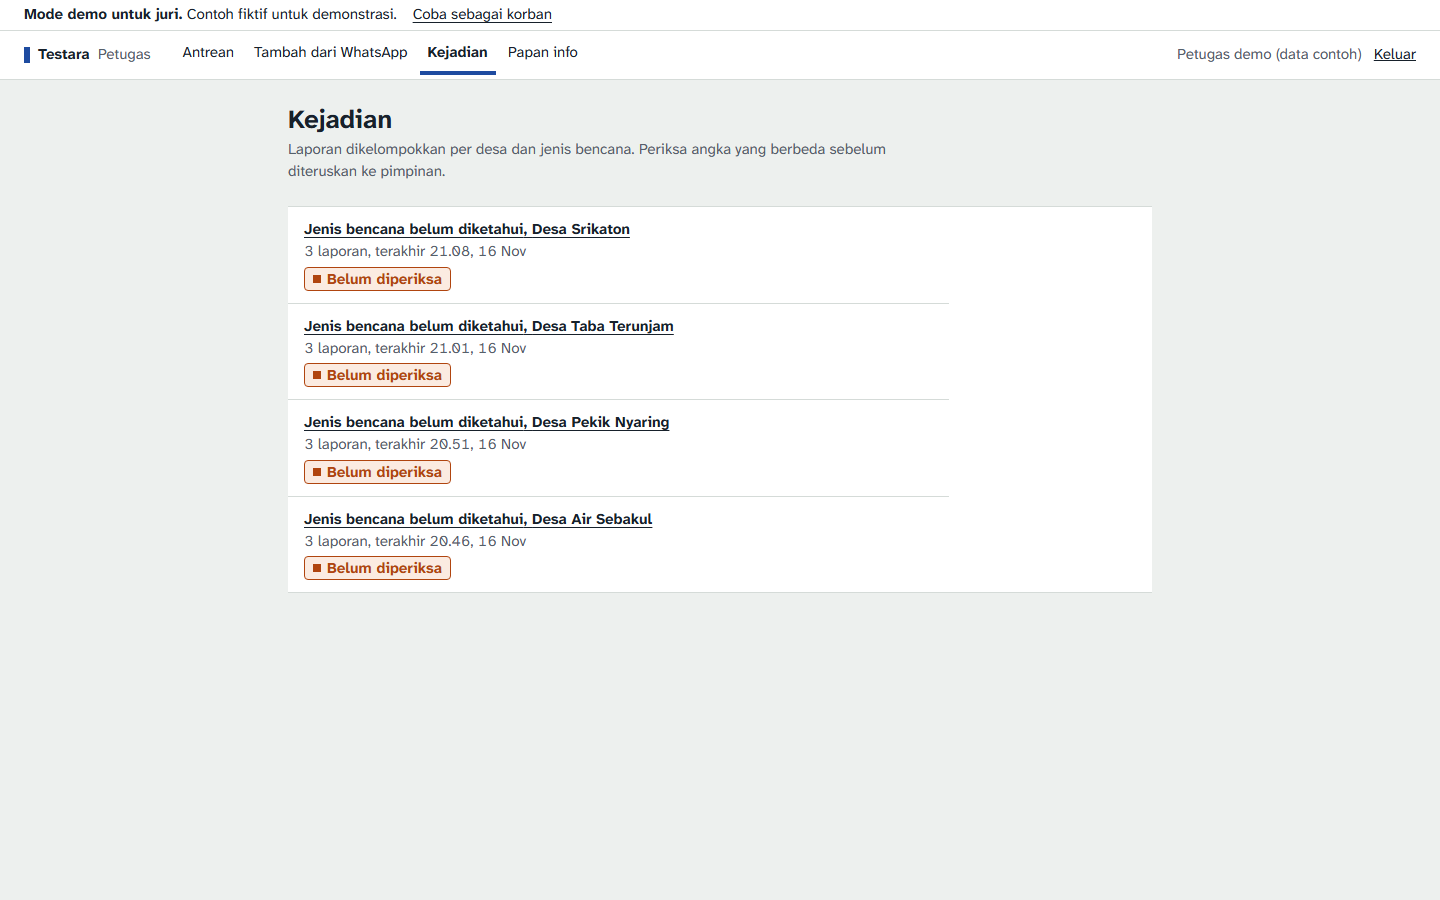 Mode demo untuk juri. Contoh fiktif untuk demonstrasi. Coba sebagai korban
Testara Petugas Antrean Tambah dari WhatsApp Kejadian Papan info Petugas demo (data contoh) Keluar
Kejadian
Laporan dikelompokkan per desa dan jenis bencana. Periksa angka yang berbeda sebelum
diteruskan ke pimpinan.
Jenis bencana belum diketahui, Desa Srikaton
3 laporan, terakhir 21.08, 16 Nov
Belum diperiksa
Jenis bencana belum diketahui, Desa Taba Terunjam
3 laporan, terakhir 21.01, 16 Nov
Belum diperiksa
Jenis bencana belum diketahui, Desa Pekik Nyaring
3 laporan, terakhir 20.51, 16 Nov
Belum diperiksa
Jenis bencana belum diketahui, Desa Air Sebakul
3 laporan, terakhir 20.46, 16 Nov
Belum diperiksa